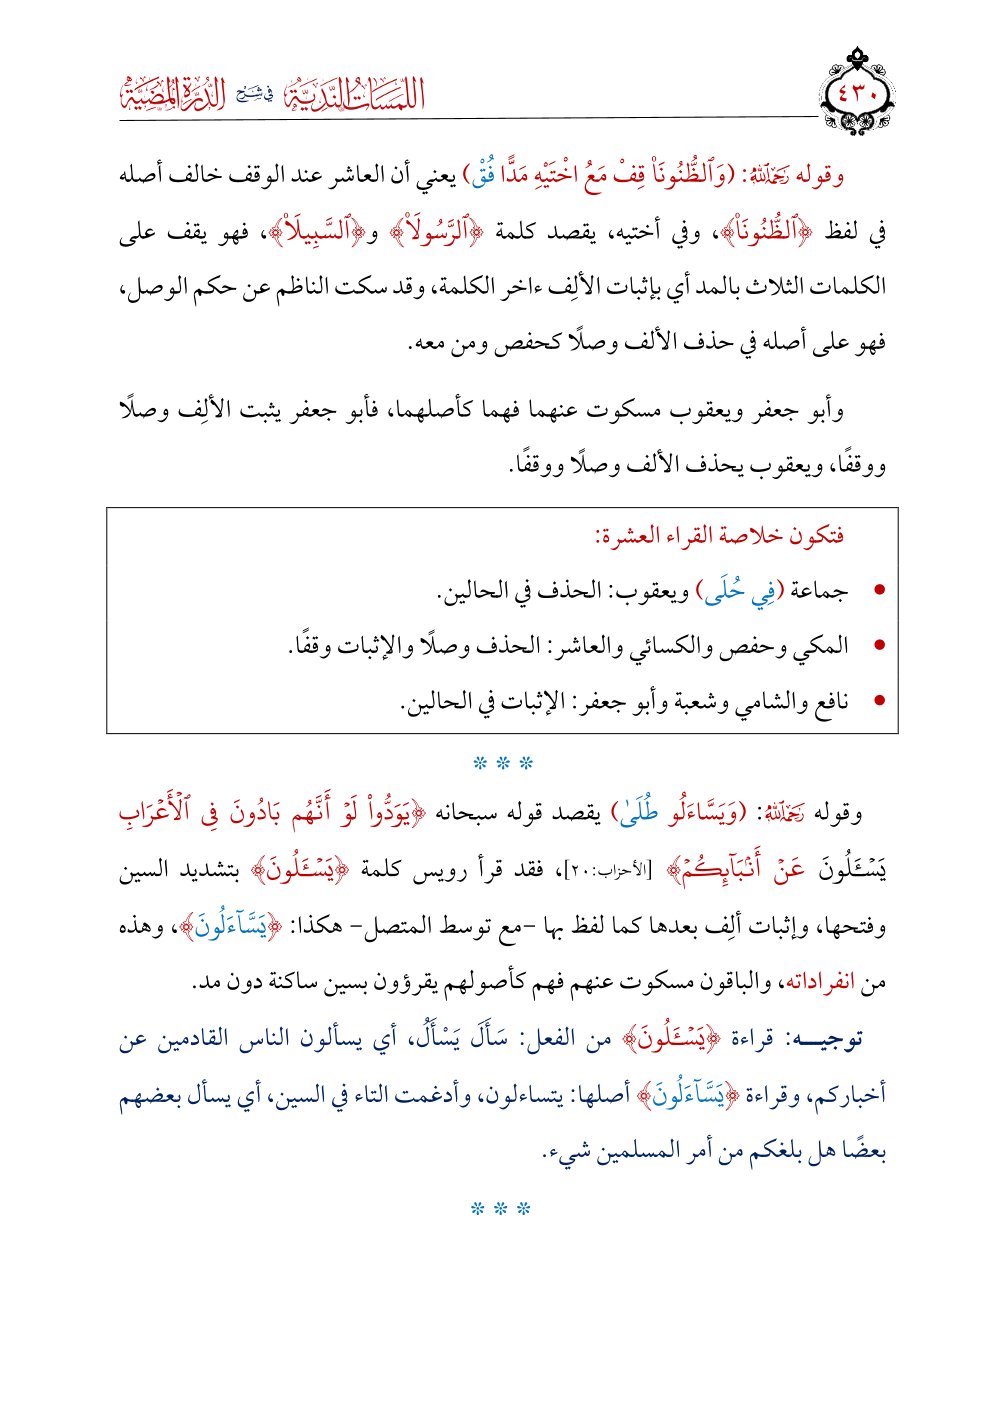 ٤٣٠
اللمسات الندية في شرح الدرة المضية
وقوله رَحِمَهُ اللَّهُ: (وَٱلظُّنُونَا۟ قِفْ مَعُ اخْتَيْهِ مَدًّا فُقْ) يعني أن العاشر عند الوقف خالف أصله
في لفظ ﴿ٱلظُّنُونَا۠﴾، وفي أختيه، يقصد كلمة ﴿ٱلرَّسُولَا۠﴾ و﴿ٱلسَّبِيلَا۠﴾، فهو يقف على
الكلمات الثلاث بالمد أي بإثبات الألِف ءاخر الكلمة، وقد سكت الناظم عن حكم الوصل،
فهو على أصله في حذف الألف وصلًا كحفص ومن معه.
وأبو جعفر ويعقوب مسكوت عنهما فهما كأصلهما، فأبو جعفر يثبت الألِف وصلًا
ووقفًا، ويعقوب يحذف الألف وصلًا ووقفًا.
فتكون خلاصة القراء العشرة:
• جماعة (فِي حُلَى) ويعقوب: الحذف في الحالين.
• المكي وحفص والكسائي والعاشر: الحذف وصلًا والإثبات وقفًا.
• نافع والشامي وشعبة وأبو جعفر: الإثبات في الحالين.
* * *
وقوله رَحِمَهُ اللَّهُ: (وَيَسَّاءَلُو طُلَىٰ) يقصد قوله سبحانه ﴿يَوَدُّوا۟ لَوْ أَنَّهُم بَادُونَ فِى ٱلْأَعْرَابِ
يَسْـَٔلُونَ عَنْ أَنۢبَآئِكُمْ﴾ [الأحزاب:٢٠]، فقد قرأ رويس كلمة ﴿يَسْـَٔلُونَ﴾ بتشديد السين
وفتحها، وإثبات ألِف بعدها كما لفظ بها -مع توسط المتصل- هكذا: ﴿يَسَّآءَلُونَ﴾، وهذه
من انفراداته، والباقون مسكوت عنهم فهم كأصولهم يقرؤون بسين ساكنة دون مد.
توجيـــه: قراءة ﴿يَسْـَٔلُونَ﴾ من الفعل: سَأَلَ يَسْأَلُ، أي يسألون الناس القادمين عن
أخباركم، وقراءة ﴿يَسَّآءَلُونَ﴾ أصلها: يتساءلون، وأدغمت التاء في السين، أي يسأل بعضهم
بعضًا هل بلغكم من أمر المسلمين شيء.
* * *